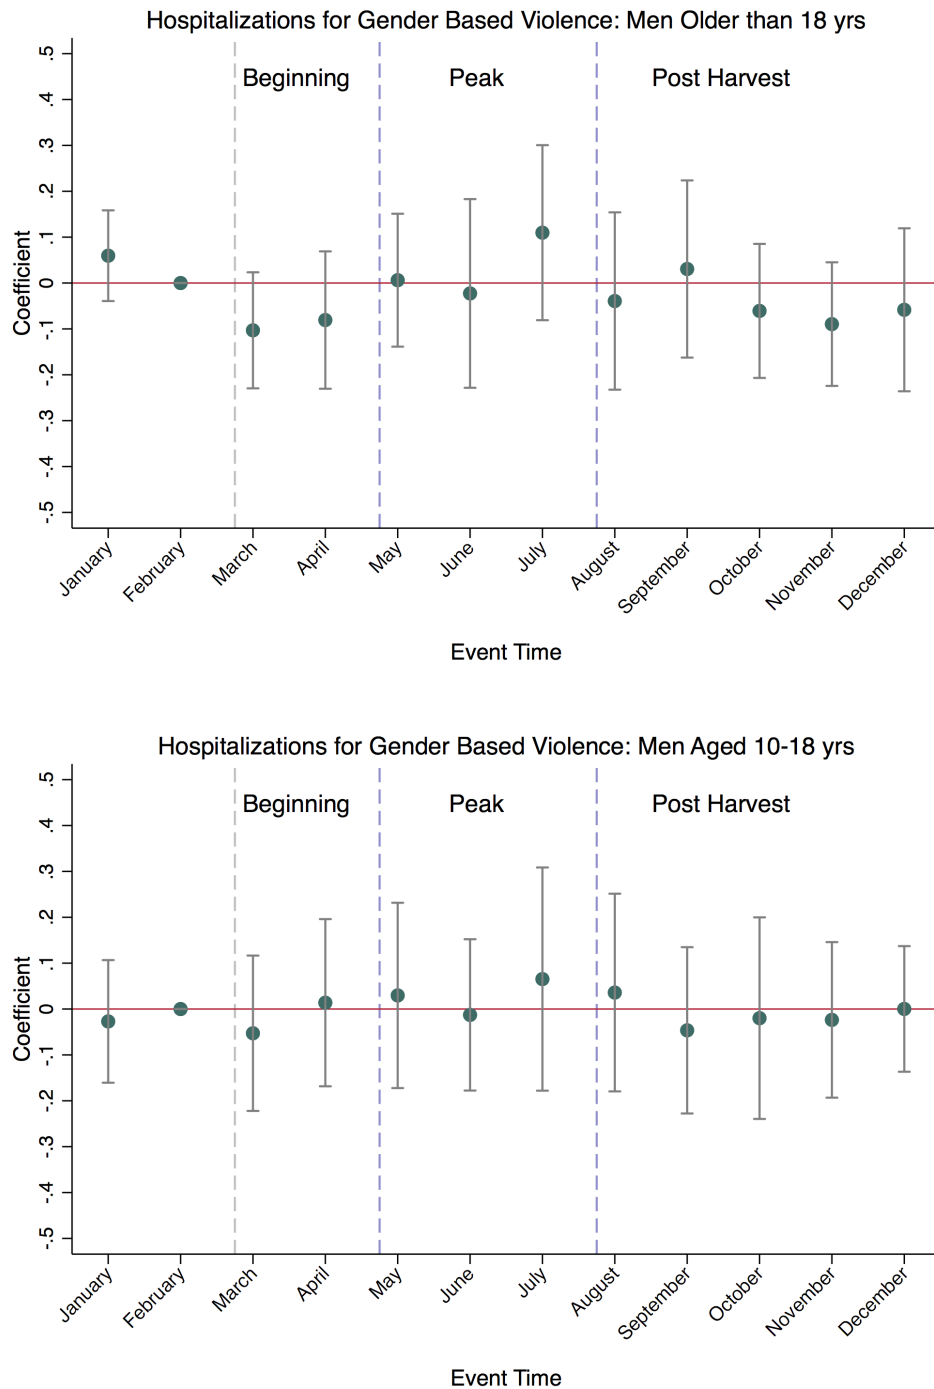 Hospitalizations for Gender Based Violence: Men Older than 18 yrs
Beginning Peak Post Harvest
.5
.4
.3
.2
.1
0
-.1
-.2
-.3
-.4
-.5
Coefficient
January February March April May June July August September October November December
Event Time
Hospitalizations for Gender Based Violence: Men Aged 10-18 yrs
Beginning Peak Post Harvest
.5
.4
.3
.2
.1
0
-.1
-.2
-.3
-.4
-.5
Coefficient
January February March April May June July August September October November December
Event Time